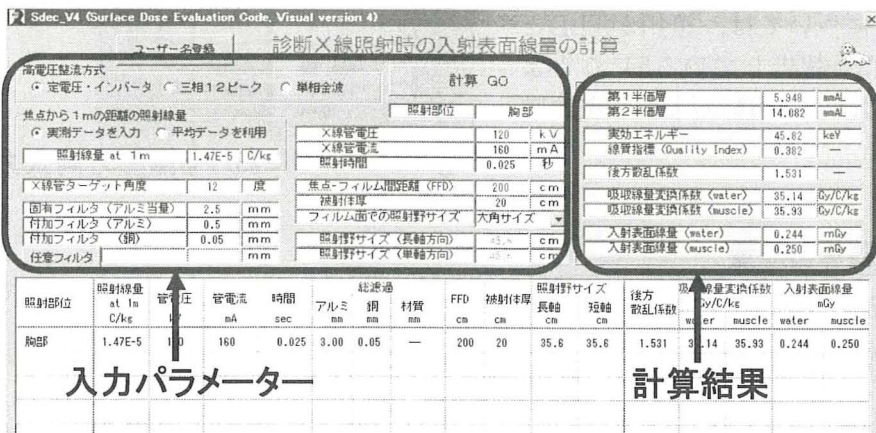 Sdec_V4 (Surface Dose Evaluation Code, Visual version 4)
ユーザー名登録
診断X線照射時の入射表面線量の計算
高電圧整流方式
定電圧・インバータ 三相12ピーク 単相全波
計算 GO
照射部位 胸部
焦点から1mの距離の照射線量
実測データを入力 平均データを利用
照射線量 at 1m 1.47E-5 C/kg
X線管ターゲット角度 12 度
固有フィルタ (アルミ当量) 2.5 mm
付加フィルタ (アルミ) 0.5 mm
付加フィルタ (銅) 0.05 mm
任意フィルタ mm
X線管電圧 120 kV
X線管電流 160 mA
照射時間 0.025 秒
焦点-フィルム間距離 (FFD) 200 cm
被射体厚 20 cm
フィルム面での照射野サイズ 大角サイズ
照射野サイズ (長軸方向) cm
照射野サイズ (単軸方向) cm
第1半価層 5.948 mmAL
第2半価層 14.082 mmAL
実効エネルギー 45.82 keV
線質指標 (Quality Index) 0.382 —
後方散乱係数 1.531 —
吸収線量変換係数 (water) 35.14 Gy/C/kg
吸収線量変換係数 (muscle) 35.93 Gy/C/kg
入射表面線量 (water) 0.244 mGy
入射表面線量 (muscle) 0.250 mGy
照射部位 照射線量 at 1m C/kg 管電圧 kV 管電流 mA 時間 sec 総濾過 アルミ mm 銅 mm 材質 mm FFD cm 被射体厚 cm 照射野サイズ 長軸 cm 短軸 cm 後方散乱係数 吸収線量変換係数 Gy/C/kg water muscle 入射表面線量 mGy water muscle
胸部 1.47E-5 160 0.025 3.00 0.05 — 200 20 35.6 35.6 1.531 35.93 0.244 0.250
入力パラメーター
計算結果